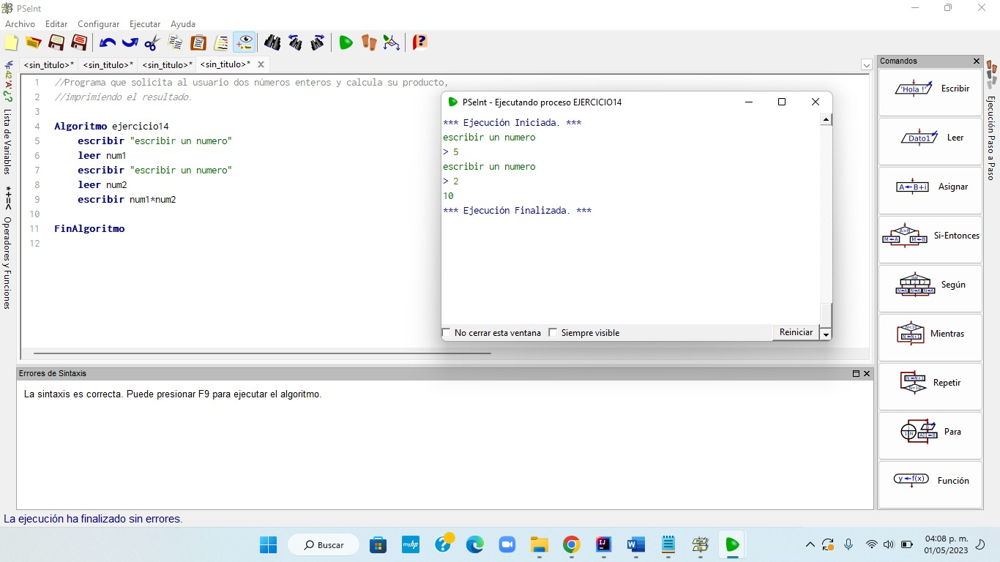 PSeInt
Archivo Editar Configurar Ejecutar Ayuda
<sin_titulo>* <sin_titulo>* <sin_titulo>* <sin_titulo>*
Lista de Variables
Operadores y Funciones
1 //Programa que solicita al usuario dos números enteros y calcula su producto,
2 //imprimiendo el resultado.
3
4 Algoritmo ejercicio14
5 escribir "escribir un numero"
6 leer num1
7 escribir "escribir un numero"
8 leer num2
9 escribir num1*num2
10
11 FinAlgoritmo
12
PSeInt - Ejecutando proceso EJERCICIO14
*** Ejecución Iniciada. ***
escribir un numero
> 5
escribir un numero
> 2
10
*** Ejecución Finalizada. ***
No cerrar esta ventana Siempre visible Reiniciar
Comandos
'Hola !' Escribir
Dato1 Leer
A←B+i Asignar
Si-Entonces
Según
Mientras
Repetir
Para
y←f(x) Función
Ejecución Paso a Paso
Errores de Sintaxis
La sintaxis es correcta. Puede presionar F9 para ejecutar el algoritmo.
La ejecución ha finalizado sin errores.
Buscar
myhp
04:08 p. m.
01/05/2023